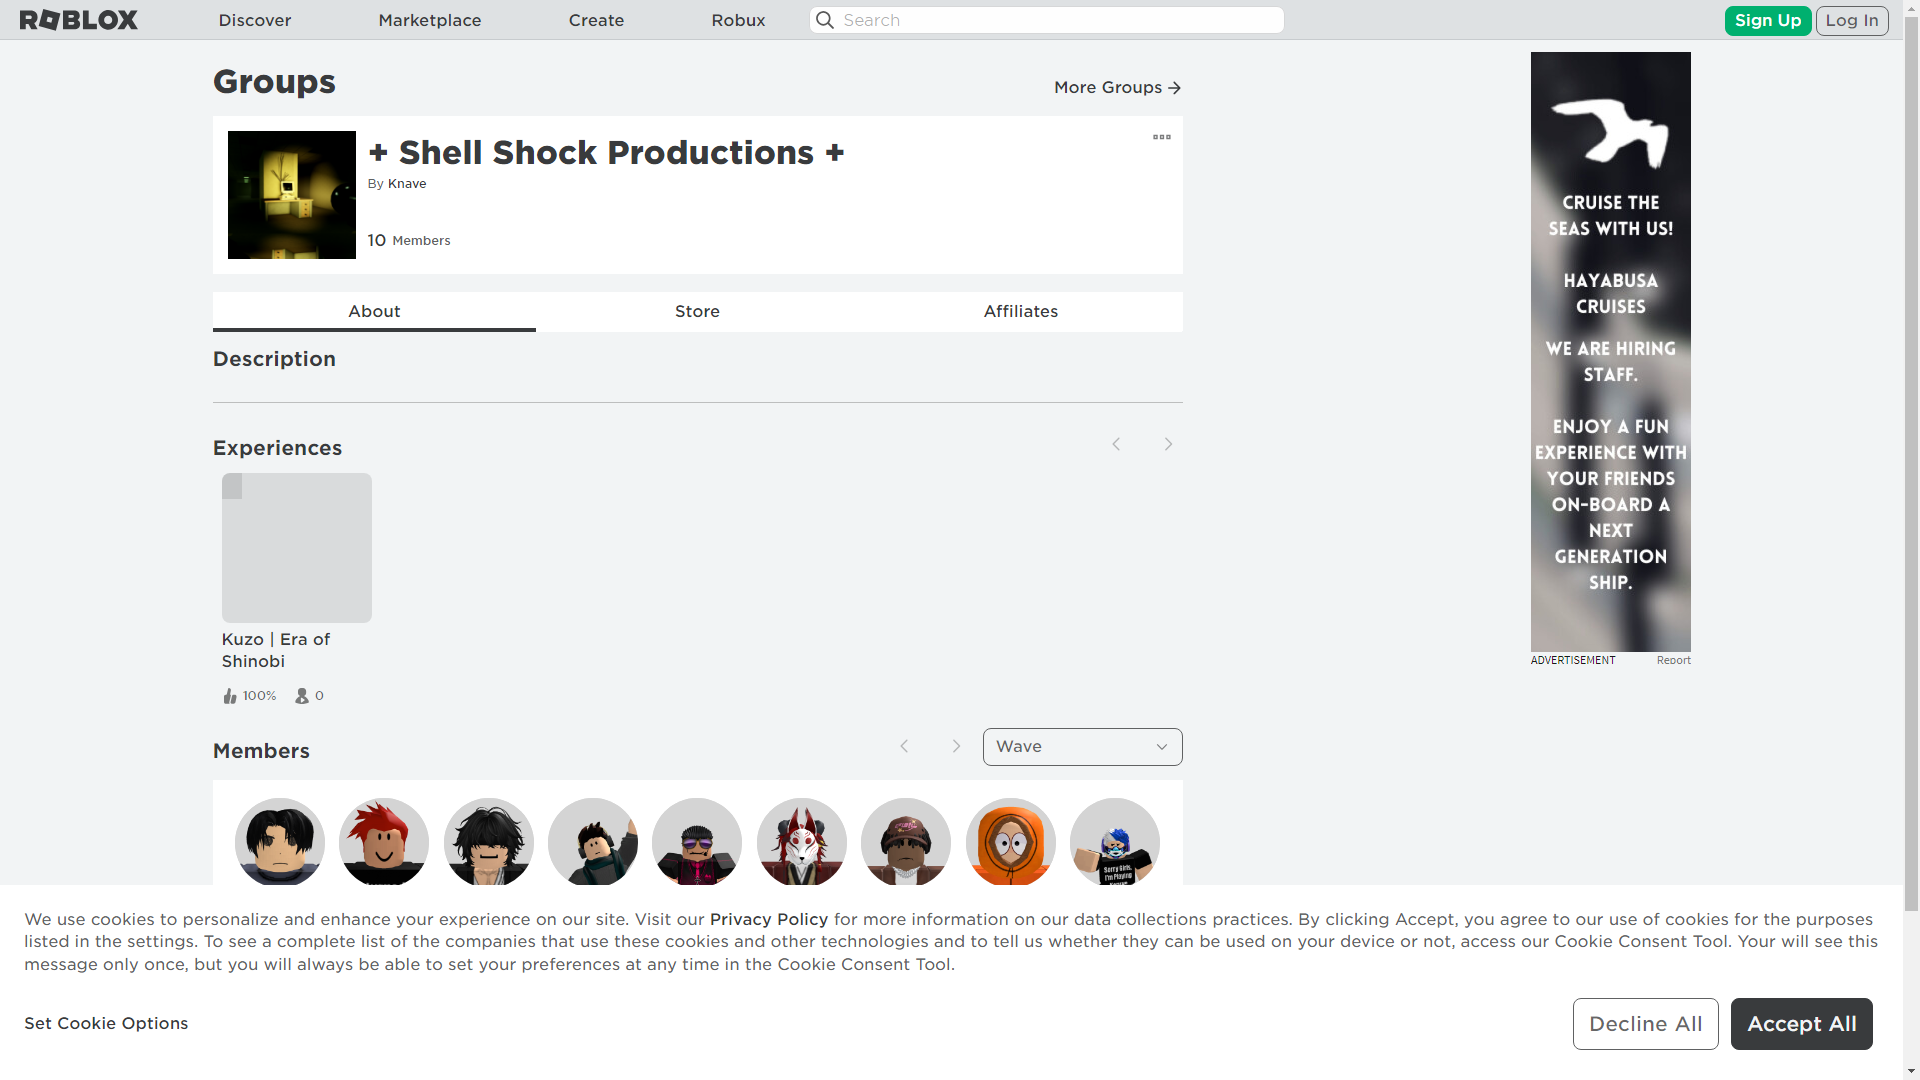 ROBLOX
Discover
Marketplace
Create
Robux
Search
Sign Up
Log In
Groups
More Groups
+ Shell Shock Productions +
By Knave
10 Members
About
Store
Affiliates
Description
Experiences
Kuzo | Era of
Shinobi
100%
0
Members
Wave
CRUISE THE
SEAS WITH US!
HAYABUSA
CRUISES
WE ARE HIRING
STAFF.
ENJOY A FUN
EXPERIENCE WITH
YOUR FRIENDS
ON-BOARD A
NEXT
GENERATION
SHIP.
ADVERTISEMENT
Report
Sorry Girls,
I'm Playing
We use cookies to personalize and enhance your experience on our site. Visit our Privacy Policy for more information on our data collections practices. By clicking Accept, you agree to our use of cookies for the purposes
listed in the settings. To see a complete list of the companies that use these cookies and other technologies and to tell us whether they can be used on your device or not, access our Cookie Consent Tool. Your will see this
message only once, but you will always be able to set your preferences at any time in the Cookie Consent Tool.
Set Cookie Options
Decline All
Accept All